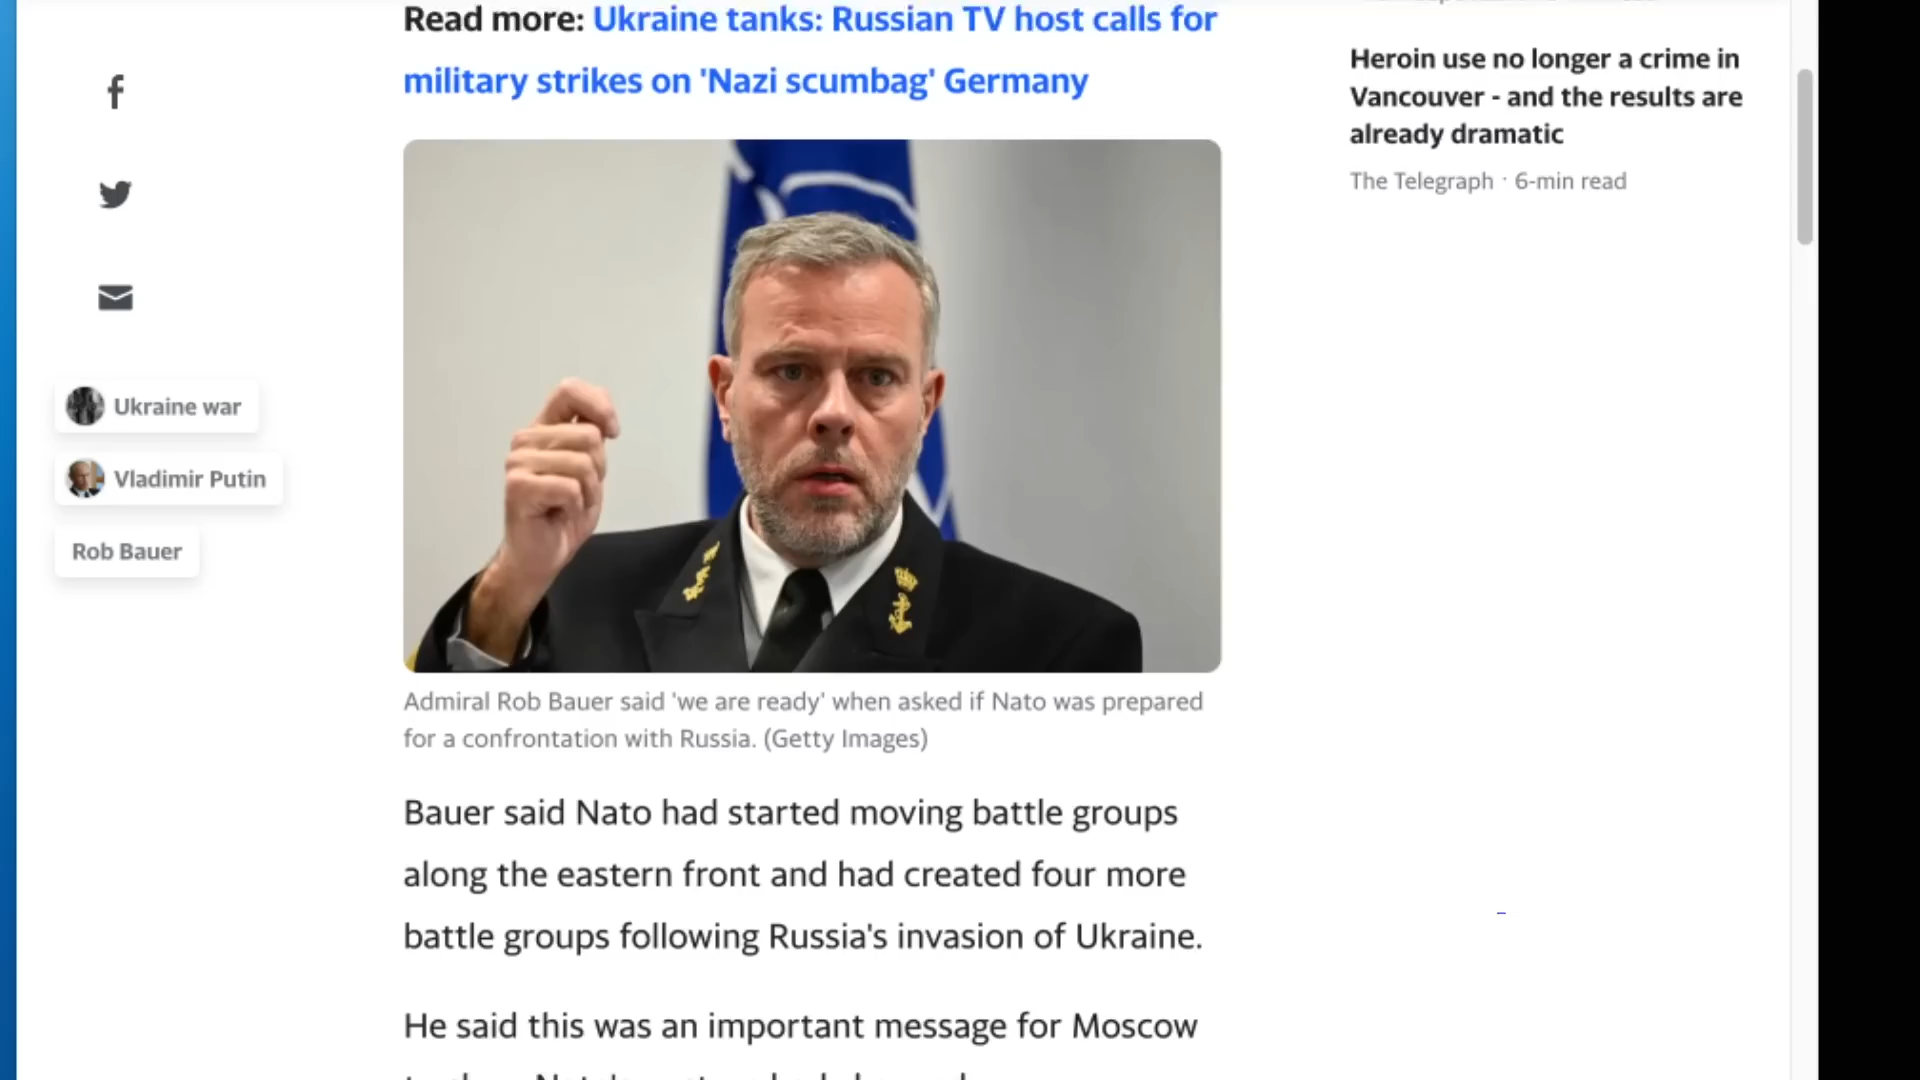 Read more: Ukraine tanks: Russian TV host calls for
military strikes on 'Nazi scumbag' Germany
Ukraine war
Vladimir Putin
Rob Bauer
Admiral Rob Bauer said 'we are ready' when asked if Nato was prepared
for a confrontation with Russia. (Getty Images)
Bauer said Nato had started moving battle groups
along the eastern front and had created four more
battle groups following Russia's invasion of Ukraine.
He said this was an important message for Moscow
Heroin use no longer a crime in
Vancouver - and the results are
already dramatic
The Telegraph · 6-min read